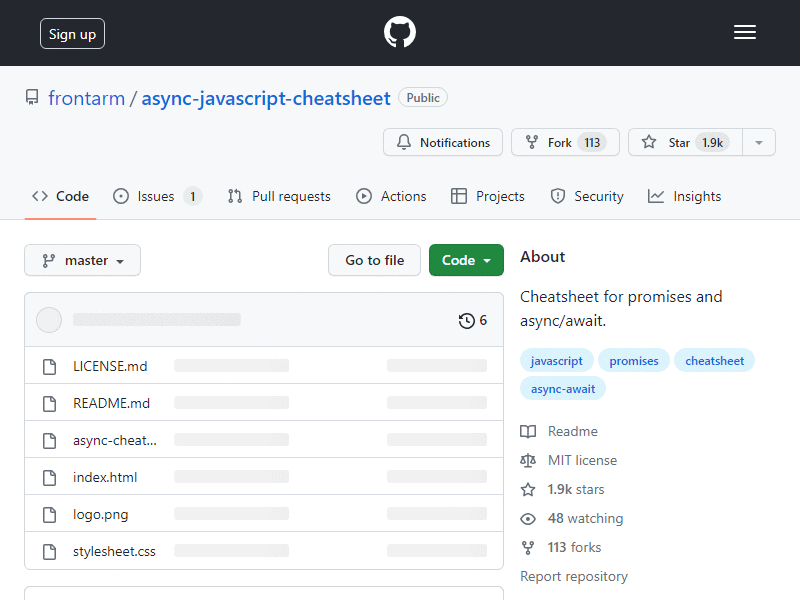 Sign up
frontarm / async-javascript-cheatsheet Public
Notifications Fork 113 Star 1.9k
Code Issues 1 Pull requests Actions Projects Security Insights
master Go to file Code
6
LICENSE.md
README.md
async-cheat...
index.html
logo.png
stylesheet.css
About
Cheatsheet for promises and
async/await.
javascript promises cheatsheet
async-await
Readme
MIT license
1.9k stars
48 watching
113 forks
Report repository